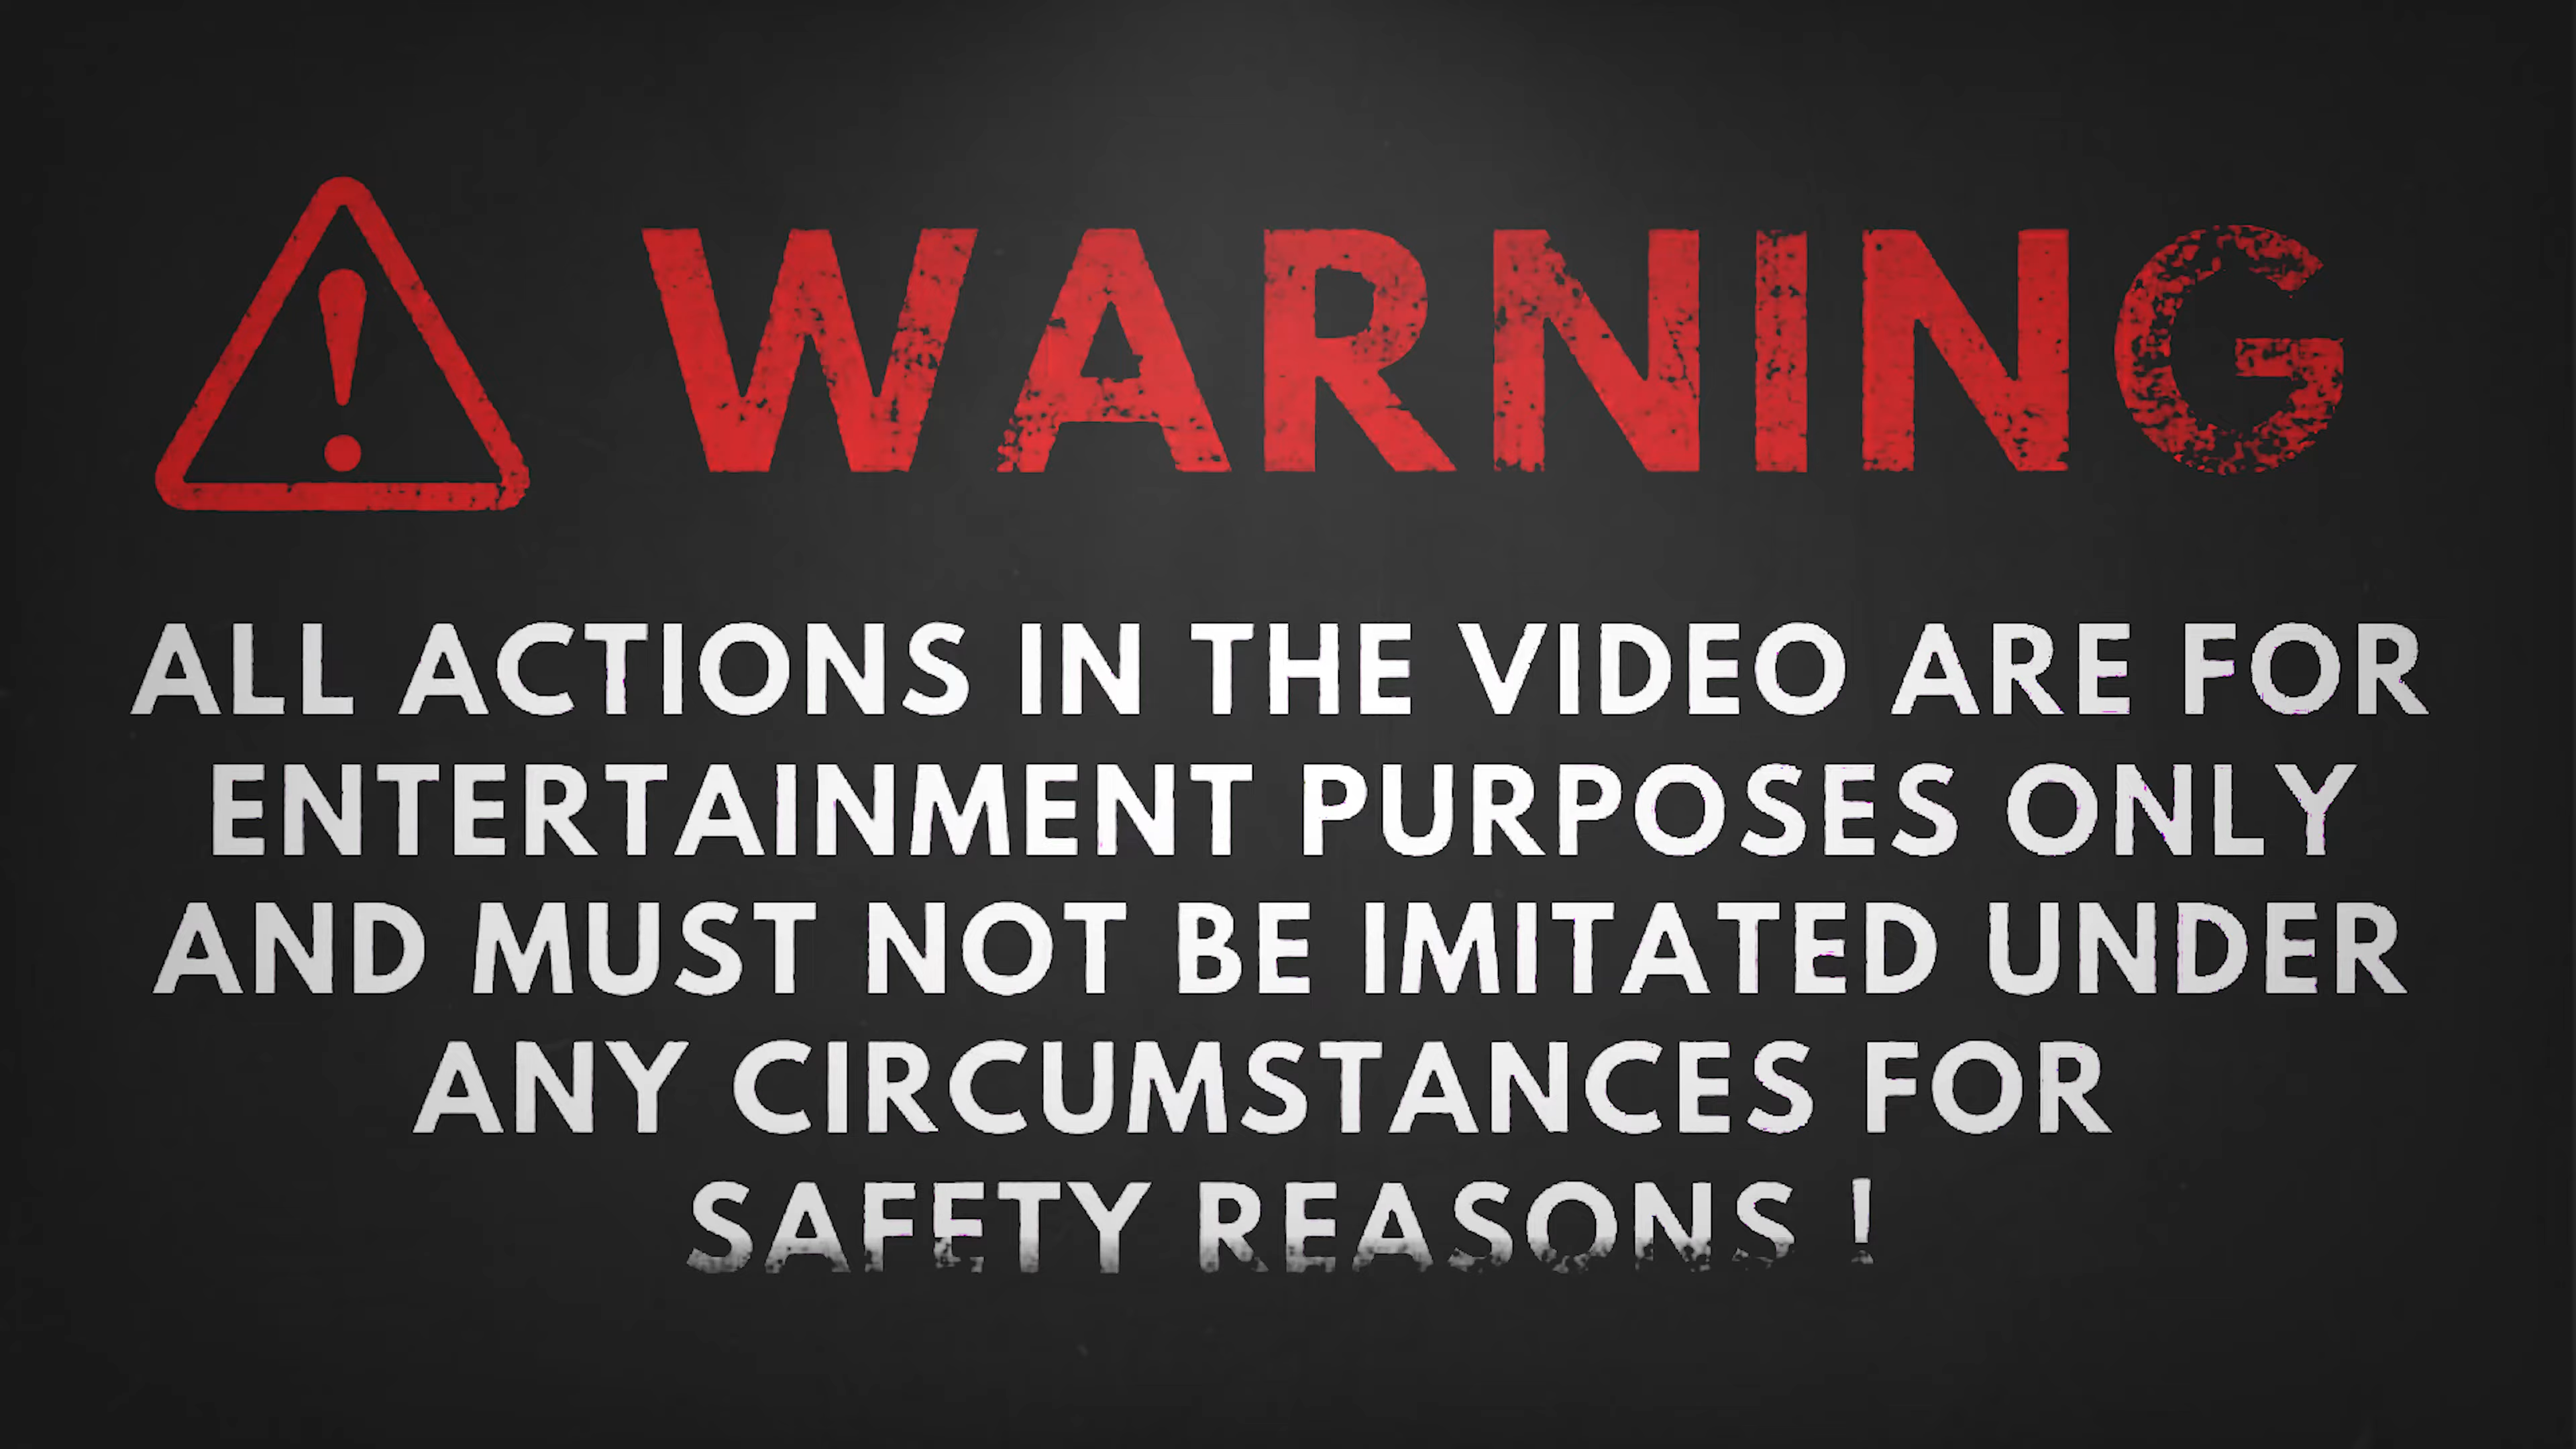 WARNING
ALL ACTIONS IN THE VIDEO ARE FOR
ENTERTAINMENT PURPOSES ONLY
AND MUST NOT BE IMITATED UNDER
ANY CIRCUMSTANCES FOR
SAFETY REASONS !